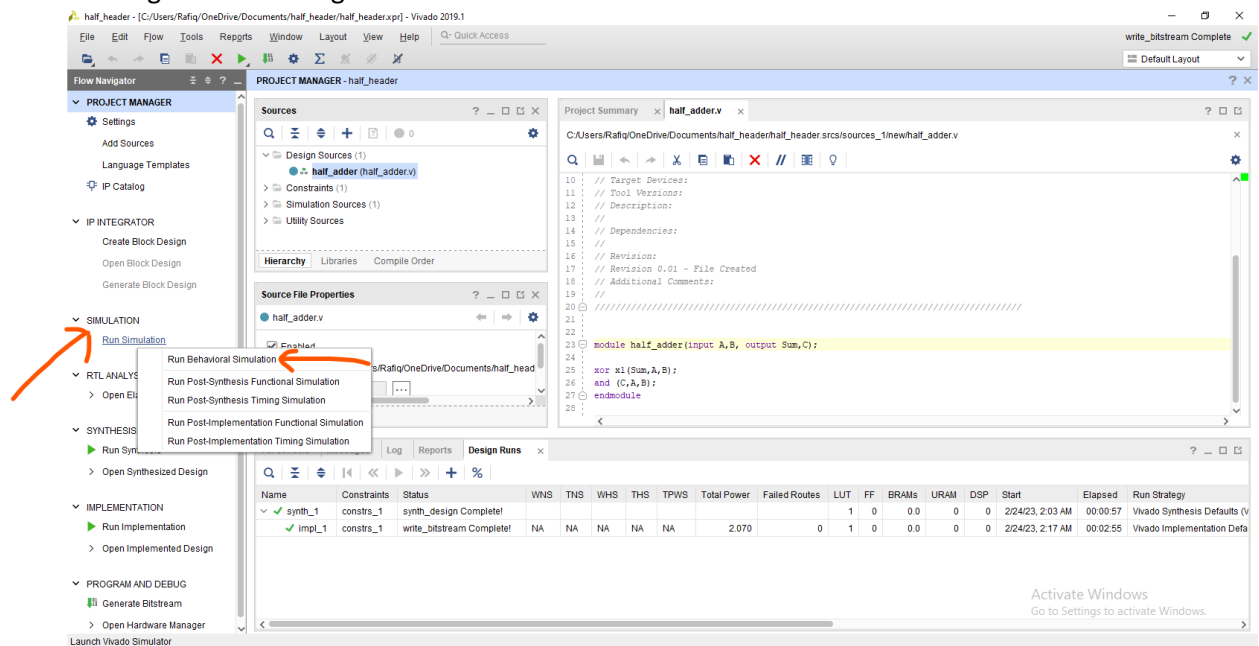 half_header - [C:/Users/Rafiq/OneDrive/Documents/half_header/half_header.xpr] - Vivado 2019.1
File Edit Flow Tools Reports Window Layout View Help Q- Quick Access
write_bitstream Complete
Default Layout
Flow Navigator
PROJECT MANAGER - half_header
PROJECT MANAGER
Settings
Add Sources
Language Templates
IP Catalog
IP INTEGRATOR
Create Block Design
Open Block Design
Generate Block Design
SIMULATION
Run Simulation
Run Behavioral Simulation
Run Post-Synthesis Functional Simulation
Run Post-Synthesis Timing Simulation
Run Post-Implementation Functional Simulation
Run Post-Implementation Timing Simulation
RTL ANALYS
Open Ela
SYNTHESIS
Run Syn
Open Synthesized Design
IMPLEMENTATION
Run Implementation
Open Implemented Design
PROGRAM AND DEBUG
Generate Bitstream
Open Hardware Manager
Launch Vivado Simulator
Sources
0
Design Sources (1)
half_adder (half_adder.v)
Constraints (1)
Simulation Sources (1)
Utility Sources
Hierarchy Libraries Compile Order
Source File Properties
half_adder.v
Enabled
s/Rafiq/OneDrive/Documents/half_head
Project Summary half_adder.v
C:/Users/Rafiq/OneDrive/Documents/half_header/half_header.srcs/sources_1/new/half_adder.v
10 // Target Devices:
11 // Tool Versions:
12 // Description:
13 //
14 // Dependencies:
15 //
16 // Revision:
17 // Revision 0.01 - File Created
18 // Additional Comments:
19 //
20 //////////////////////////////////////////////////////////////////////////////////
21
22
23 module half_adder(input A,B, output Sum,C);
24
25 xor x1(Sum,A,B);
26 and (C,A,B);
27 endmodule
28
Log Reports Design Runs
Name Constraints Status WNS TNS WHS THS TPWS Total Power Failed Routes LUT FF BRAMs URAM DSP Start Elapsed Run Strategy
synth_1 constrs_1 synth_design Complete! 1 0 0.0 0 0 2/24/23, 2:03 AM 00:00:57 Vivado Synthesis Defaults (V
impl_1 constrs_1 write_bitstream Complete! NA NA NA NA NA 2.070 0 1 0 0.0 0 0 2/24/23, 2:17 AM 00:02:55 Vivado Implementation Defa
Activate Windows
Go to Settings to activate Windows.